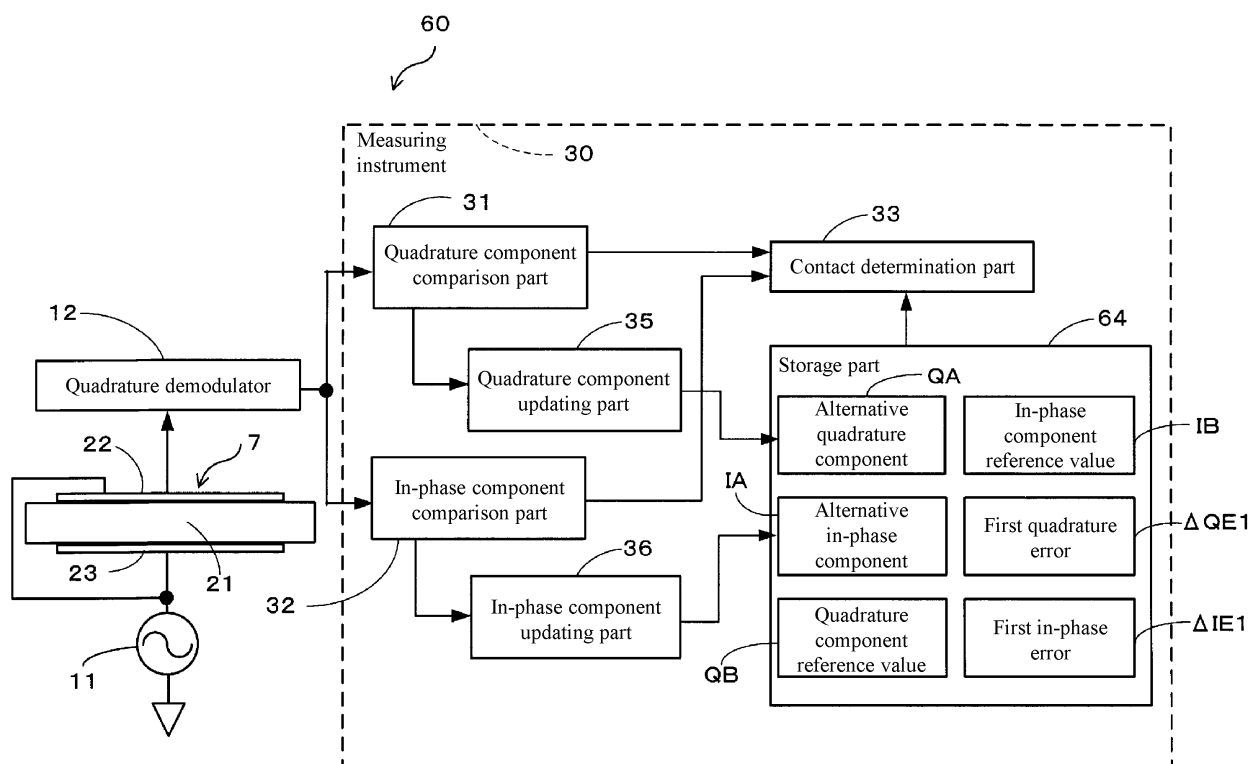 60
Measuring
instrument
30
31
Quadrature component
comparison part
33
Contact determination part
12
Quadrature demodulator
35
Quadrature component
updating part
64
Storage part
QA
Alternative
quadrature
component
In-phase
component
reference value
IB
22
7
In-phase component
comparison part
IA
Alternative
in-phase
component
First quadrature
error
ΔQE1
23
21
32
36
In-phase component
updating part
Quadrature
component
reference value
QB
First in-phase
error
ΔIE1
11